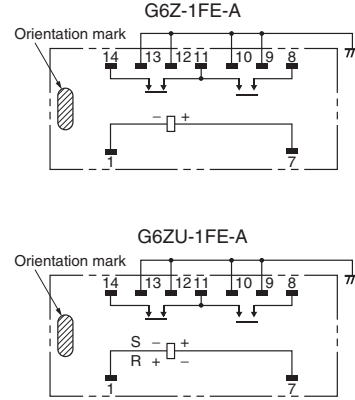 G6Z-1FE-A
Orientation mark
14 13 12 11 10 9 8
− +
1 7
G6ZU-1FE-A
Orientation mark
14 13 12 11 10 9 8
S − +
R + −
1 7